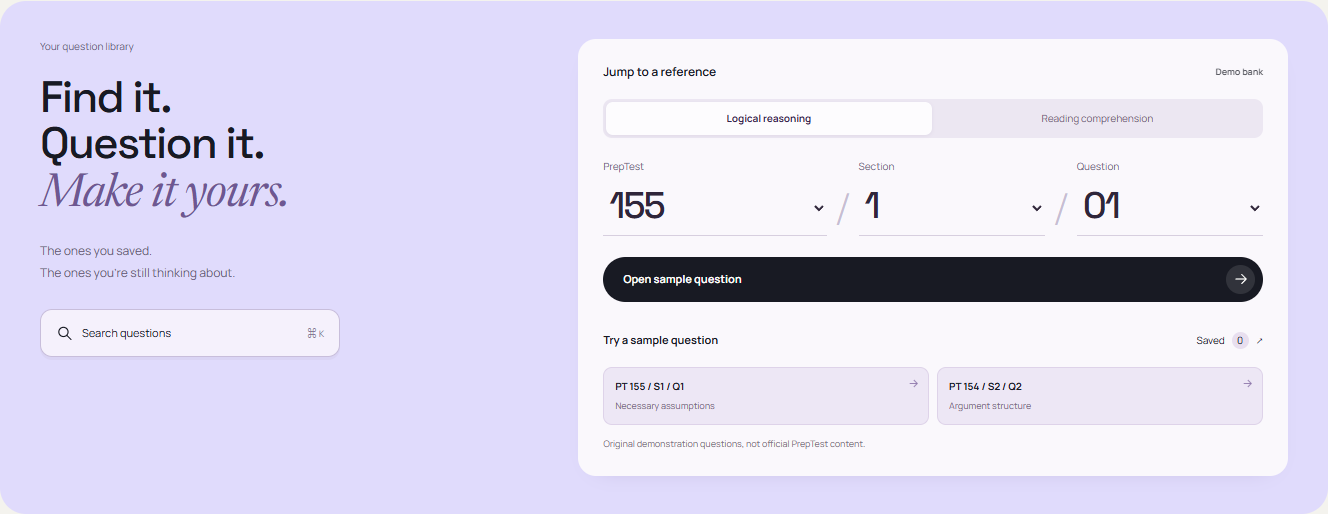 Your question library
Find it.
Question it.
Make it yours.
The ones you saved.
The ones you're still thinking about.
Search questions ⌘ K
Jump to a reference
Demo bank
Logical reasoning
Reading comprehension
PrepTest
Section
Question
155 / 1 / 01
Open sample question
Try a sample question
Saved 0 ↗
PT 155 / S1 / Q1
Necessary assumptions
PT 154 / S2 / Q2
Argument structure
Original demonstration questions, not official PrepTest content.